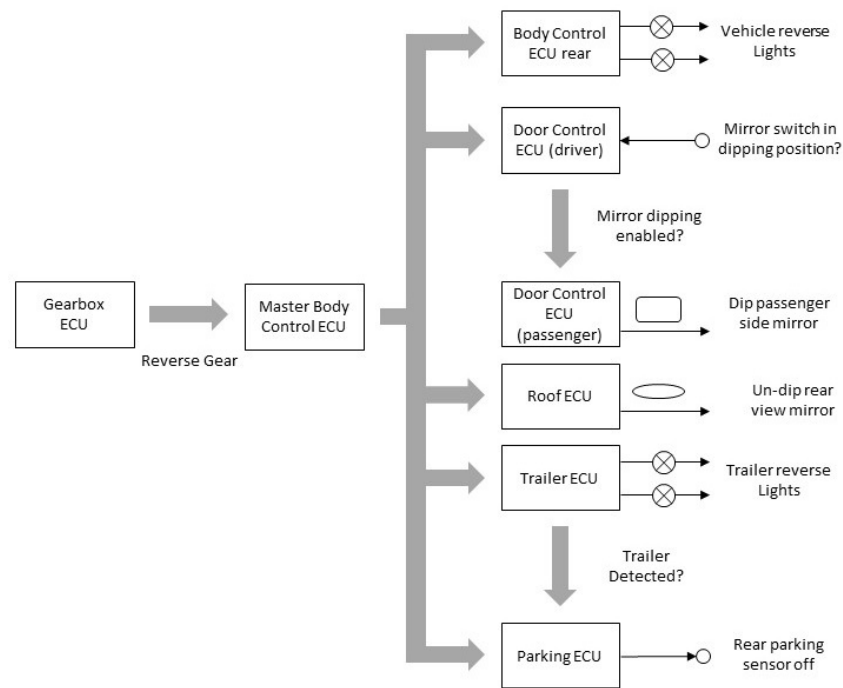 Body Control
ECU rear
Vehicle reverse
Lights
Door Control
ECU (driver)
Mirror switch in
dipping position?
Mirror dipping
enabled?
Gearbox
ECU
Reverse Gear
Master Body
Control ECU
Door Control
ECU
(passenger)
Dip passenger
side mirror
Roof ECU
Un-dip rear
view mirror
Trailer ECU
Trailer reverse
Lights
Trailer
Detected?
Parking ECU
Rear parking
sensor off